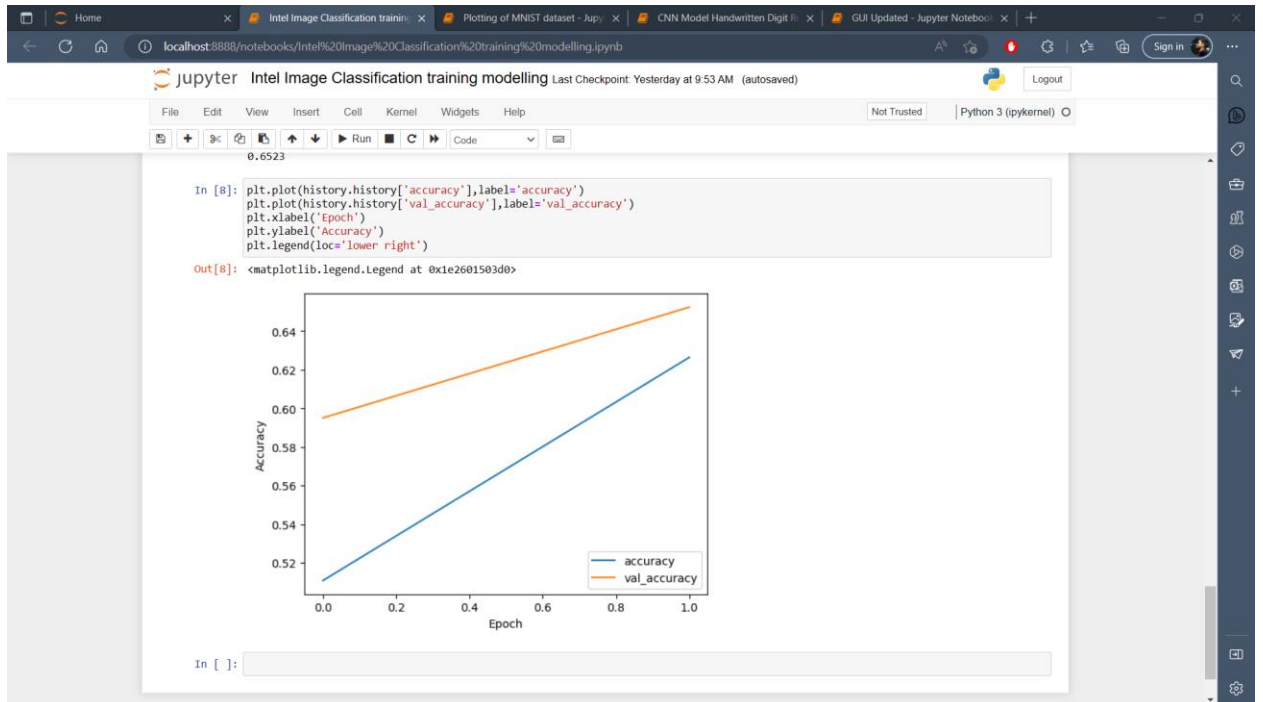 Home
Intel Image Classification training
Plotting of MNIST dataset - Jupy
CNN Model Handwritten Digit R
GUI Updated - Jupyter Notebook
localhost:8888/notebooks/Intel%20Image%20Classification%20training%20modelling.ipynb
Sign in
jupyter Intel Image Classification training modelling Last Checkpoint: Yesterday at 9:53 AM (autosaved)
Logout
File Edit View Insert Cell Kernel Widgets Help
Not Trusted
Python 3 (ipykernel)
Run
Code
0.6523
In [8]: plt.plot(history.history['accuracy'],label='accuracy')
plt.plot(history.history['val_accuracy'],label='val_accuracy')
plt.xlabel('Epoch')
plt.ylabel('Accuracy')
plt.legend(loc='lower right')
Out[8]: <matplotlib.legend.Legend at 0x1e2601503d0>
0.64
0.62
0.60
0.58
0.56
0.54
0.52
Accuracy
accuracy
val_accuracy
0.0 0.2 0.4 0.6 0.8 1.0
Epoch
In [ ]: